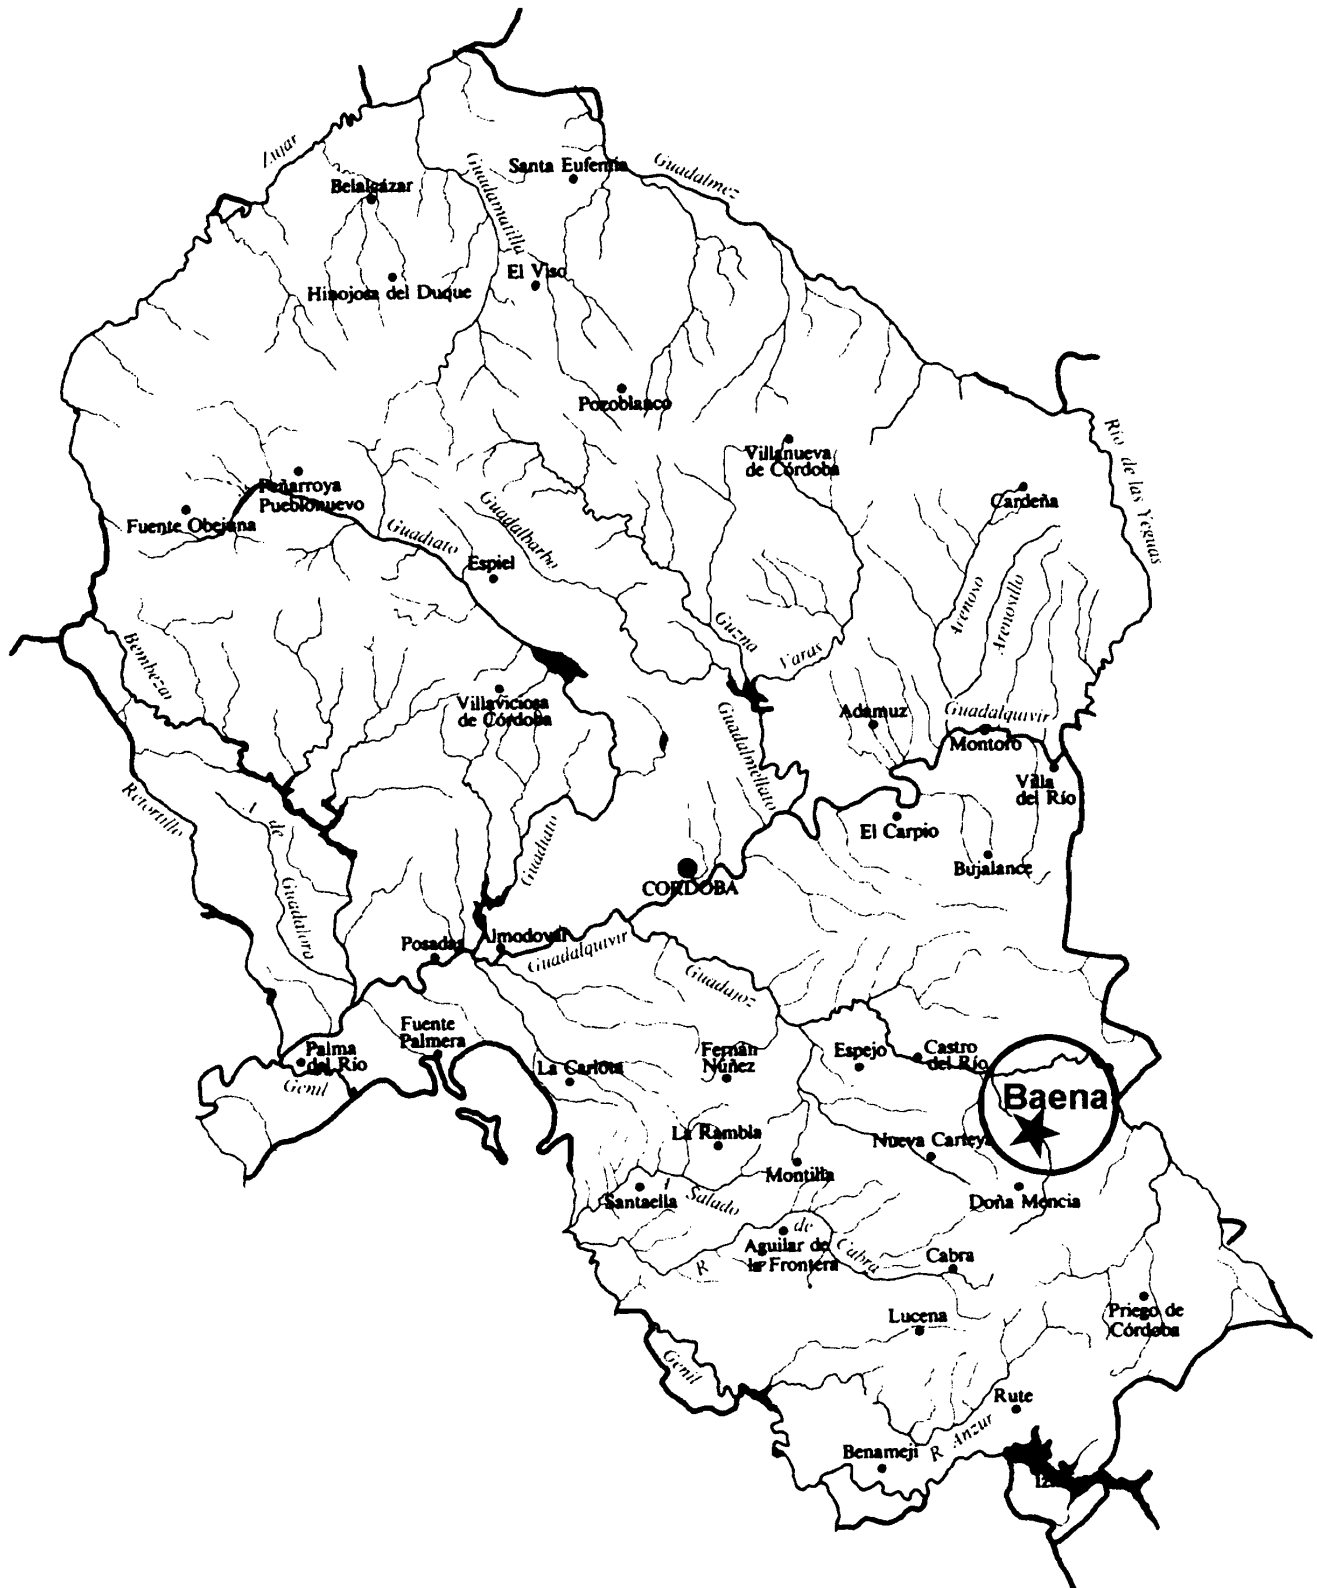 Zujar
Santa Eufemia
Guadalmez
Belalcázar
Guadamatilla
El Viso
Hinojosa del Duque
Pozoblanco
Villanueva
de Córdoba
Río de las Yeguas
Peñarroya
Pueblonuevo
Cardeña
Fuente Obejuna
Guadiato
Guadalbarbo
Espiel
Arenoso
Arenosillo
Guzna
Varas
Bembezar
Villaviciosa
de Córdoba
Adamuz
Guadalquivir
Montoro
Guadalmellato
Villa
del Río
Retortillo
A. de Guadalora
Guadiato
El Carpio
Bujalance
CORDOBA
Posadas
Almodovar
Guadalquivir
Guadajoz
Fuente
Palmera
Palma
del Río
Genil
La Carlota
Fernán
Núñez
Espejo
Castro
del Río
Baena
La Rambla
Nueva Carteya
Montilla
Santaella
Salado
Doña Mencia
R. de Cabra
Aguilar de
la Frontera
Cabra
Lucena
Priego de
Córdoba
Genil
Rute
R. Anzur
Benamejí